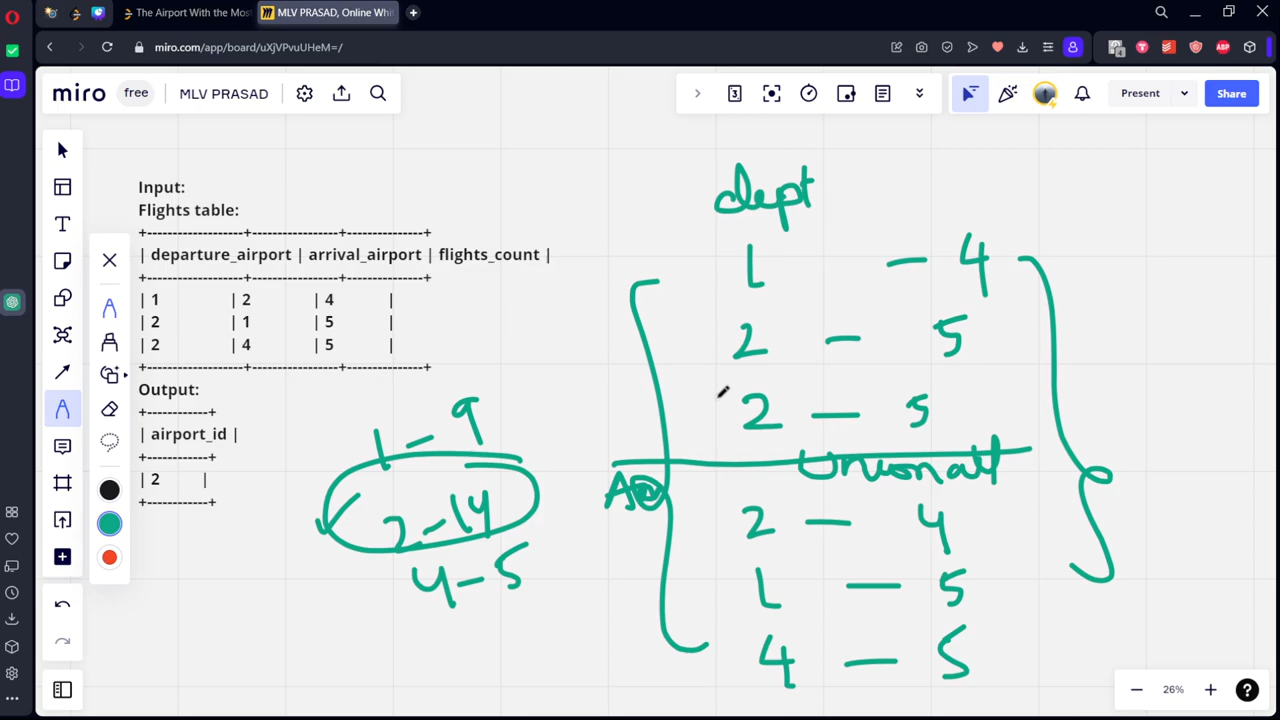 The Airport With the Most
MLV PRASAD, Online Whi
miro.com/app/board/uXjVPvuUHeM=/
miro free MLV PRASAD
3
Present
Share
Input:
Flights table:
+-----------------+---------------+---------------+
| departure_airport | arrival_airport | flights_count |
+-----------------+---------------+---------------+
| 1 | 2 | 4 |
| 2 | 1 | 5 |
| 2 | 4 | 5 |
+-----------------+---------------+---------------+
Output:
+------------+
| airport_id |
+------------+
| 2 |
+------------+
1 - 9
2 - 14
4 - 5
dept
1 - 4
2 - 5
2 - 5
Union all
2 - 4
1 - 5
4 - 5
26%